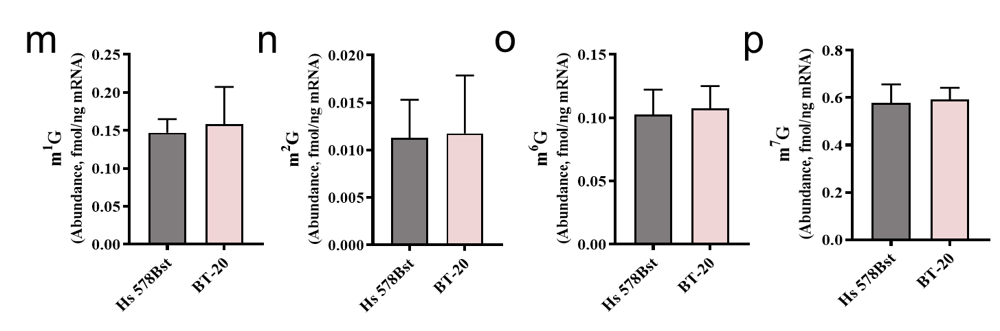 m
m¹G
(Abundance, fmol/ng mRNA)
0.25
0.20
0.15
0.10
0.05
0.00
Hs 578Bst
BT-20
n
m²G
(Abundance, fmol/ng mRNA)
0.020
0.015
0.010
0.005
0.000
Hs 578Bst
BT-20
o
m⁶G
(Abundance, fmol/ng mRNA)
0.15
0.10
0.05
0.00
Hs 578Bst
BT-20
p
m⁷G
(Abundance, fmol/ng mRNA)
0.8
0.6
0.4
0.2
0.0
Hs 578Bst
BT-20